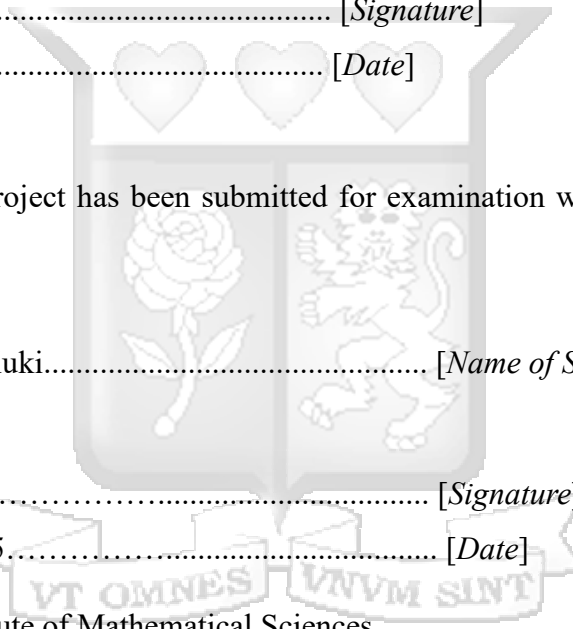 .................................... [Signature]
.................................... [Date]
roject has been submitted for examination w
uki............................................ [Name of S
……………............................... [Signature
5……………................................ [Date]
VT OMNES VNVM SINT
ute of Mathematical Sciences